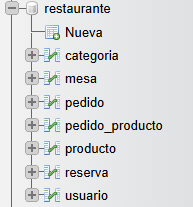 restaurante
Nueva
categoria
mesa
pedido
pedido_producto
producto
reserva
usuario